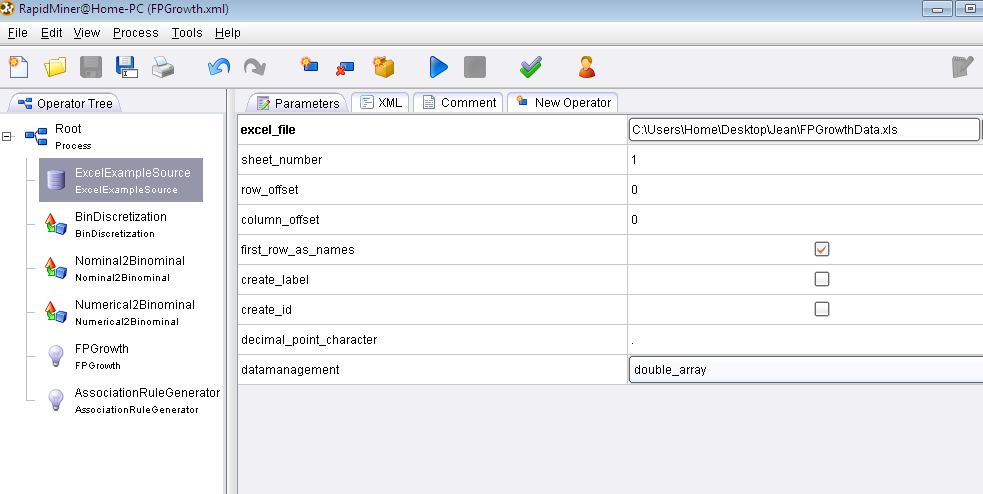 RapidMiner@Home-PC (FPGrowth.xml)
File Edit View Process Tools Help
Operator Tree
Root
Process
ExcelExampleSource
ExcelExampleSource
BinDiscretization
BinDiscretization
Nominal2Binominal
Nominal2Binominal
Numerical2Binominal
Numerical2Binominal
FPGrowth
FPGrowth
AssociationRuleGenerator
AssociationRuleGenerator
Parameters XML Comment New Operator
excel_file C:\Users\Home\Desktop\Jean\FPGrowthData.xls
sheet_number 1
row_offset 0
column_offset 0
first_row_as_names
create_label
create_id
decimal_point_character .
datamanagement double_array